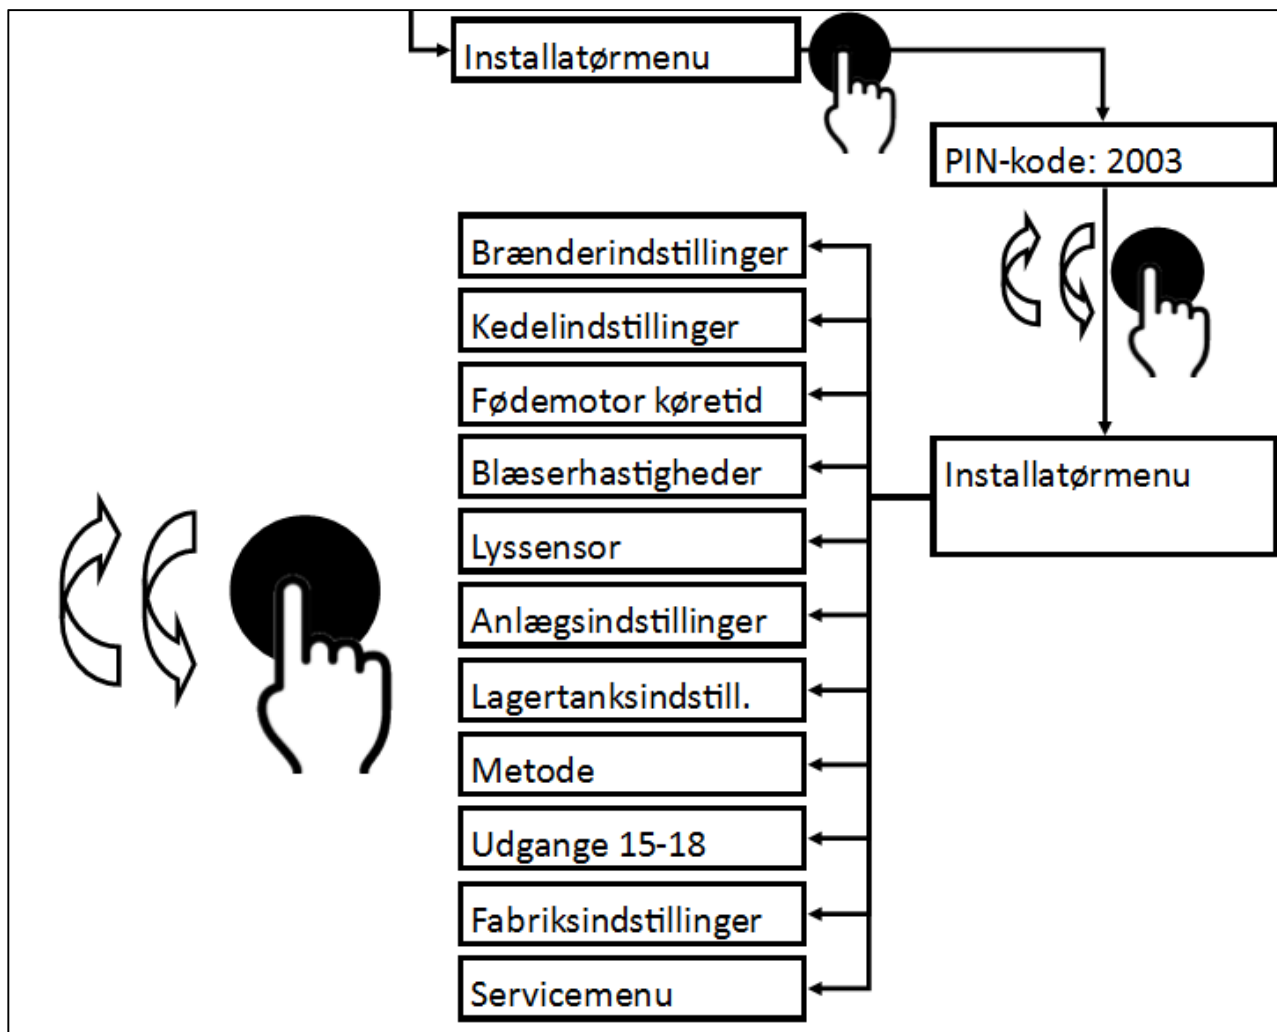 Installatørmenu
PIN-kode: 2003
Brænderindstillinger
Kedelindstillinger
Fødemotor køretid
Blæserhastigheder
Installatørmenu
Lyssensor
Anlægsindstillinger
Lagertanksindstill.
Metode
Udgange 15-18
Fabriksindstillinger
Servicemenu